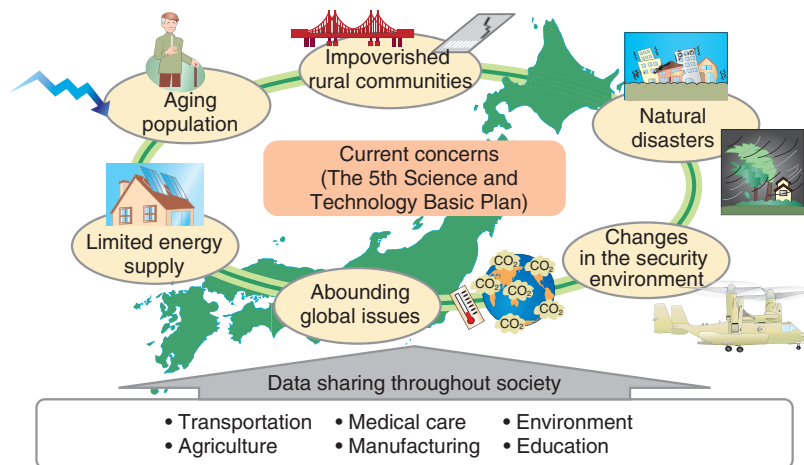 Impoverished
rural communities
Aging
population
Natural
disasters
Current concerns
(The 5th Science and
Technology Basic Plan)
Limited energy
supply
Changes
in the security
environment
Abounding
global issues
CO₂
CO₂
CO₂
CO₂
CO₂
CO₂
CO₂
Data sharing throughout society
• Transportation • Medical care • Environment
• Agriculture • Manufacturing • Education